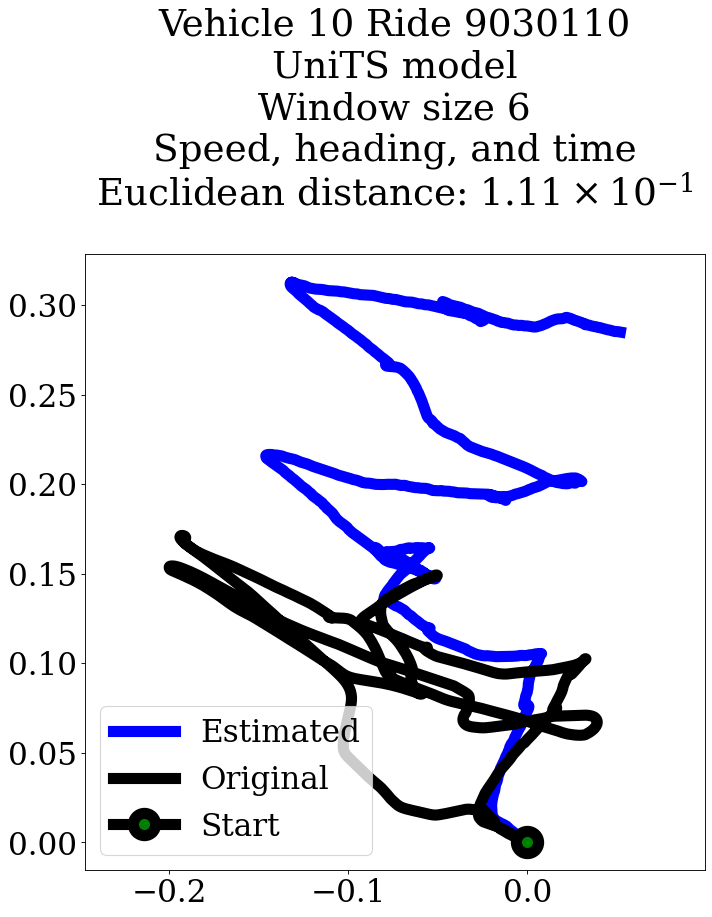 Vehicle 10 Ride 9030110
UniTS model
Window size 6
Speed, heading, and time
Euclidean distance: 1.11 × 10⁻¹
0.30
0.25
0.20
0.15
0.10
0.05
0.00
Estimated
Original
Start
−0.2
−0.1
0.0